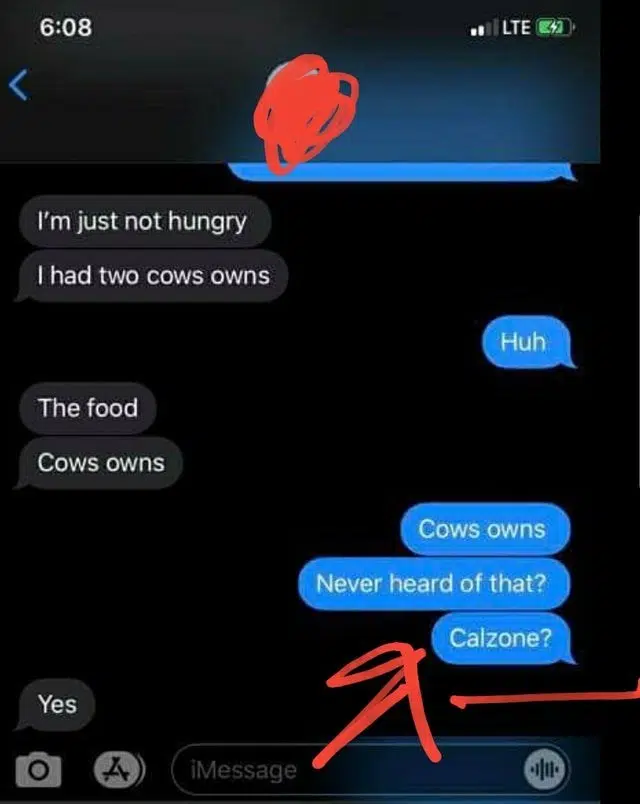 6:08
LTE
I'm just not hungry
I had two cows owns
Huh
The food
Cows owns
Cows owns
Never heard of that?
Calzone?
Yes
iMessage